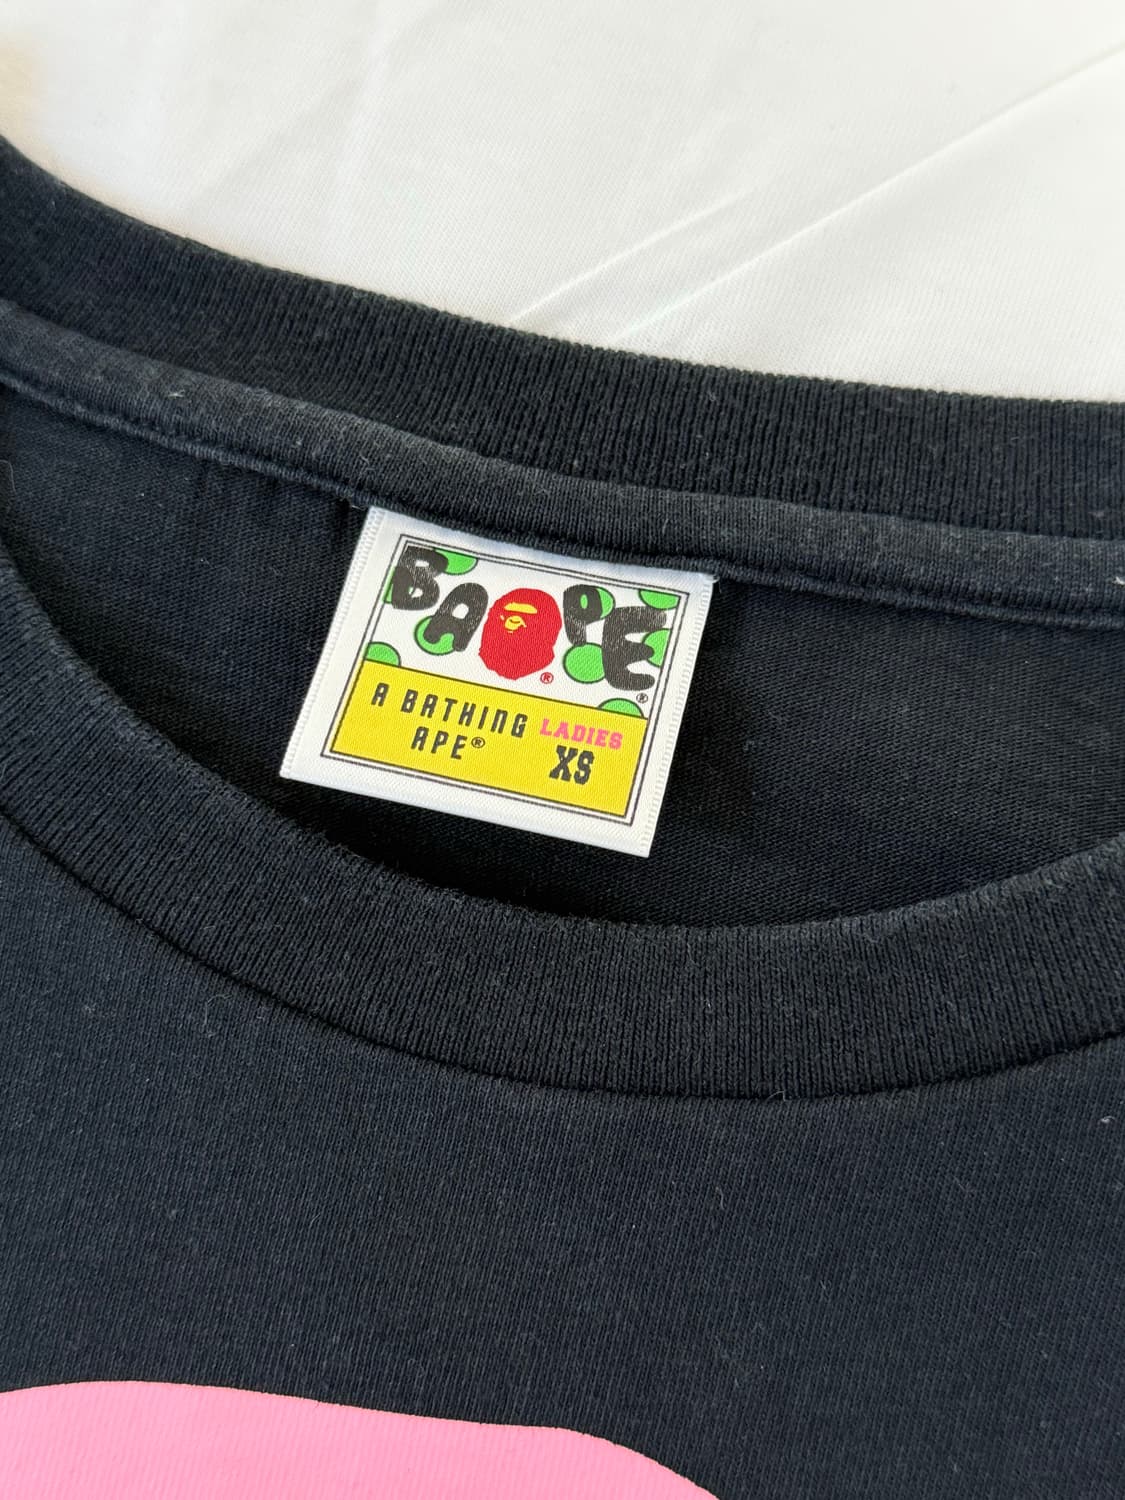 BAPE®
®
A BATHING LADIES
APE® XS